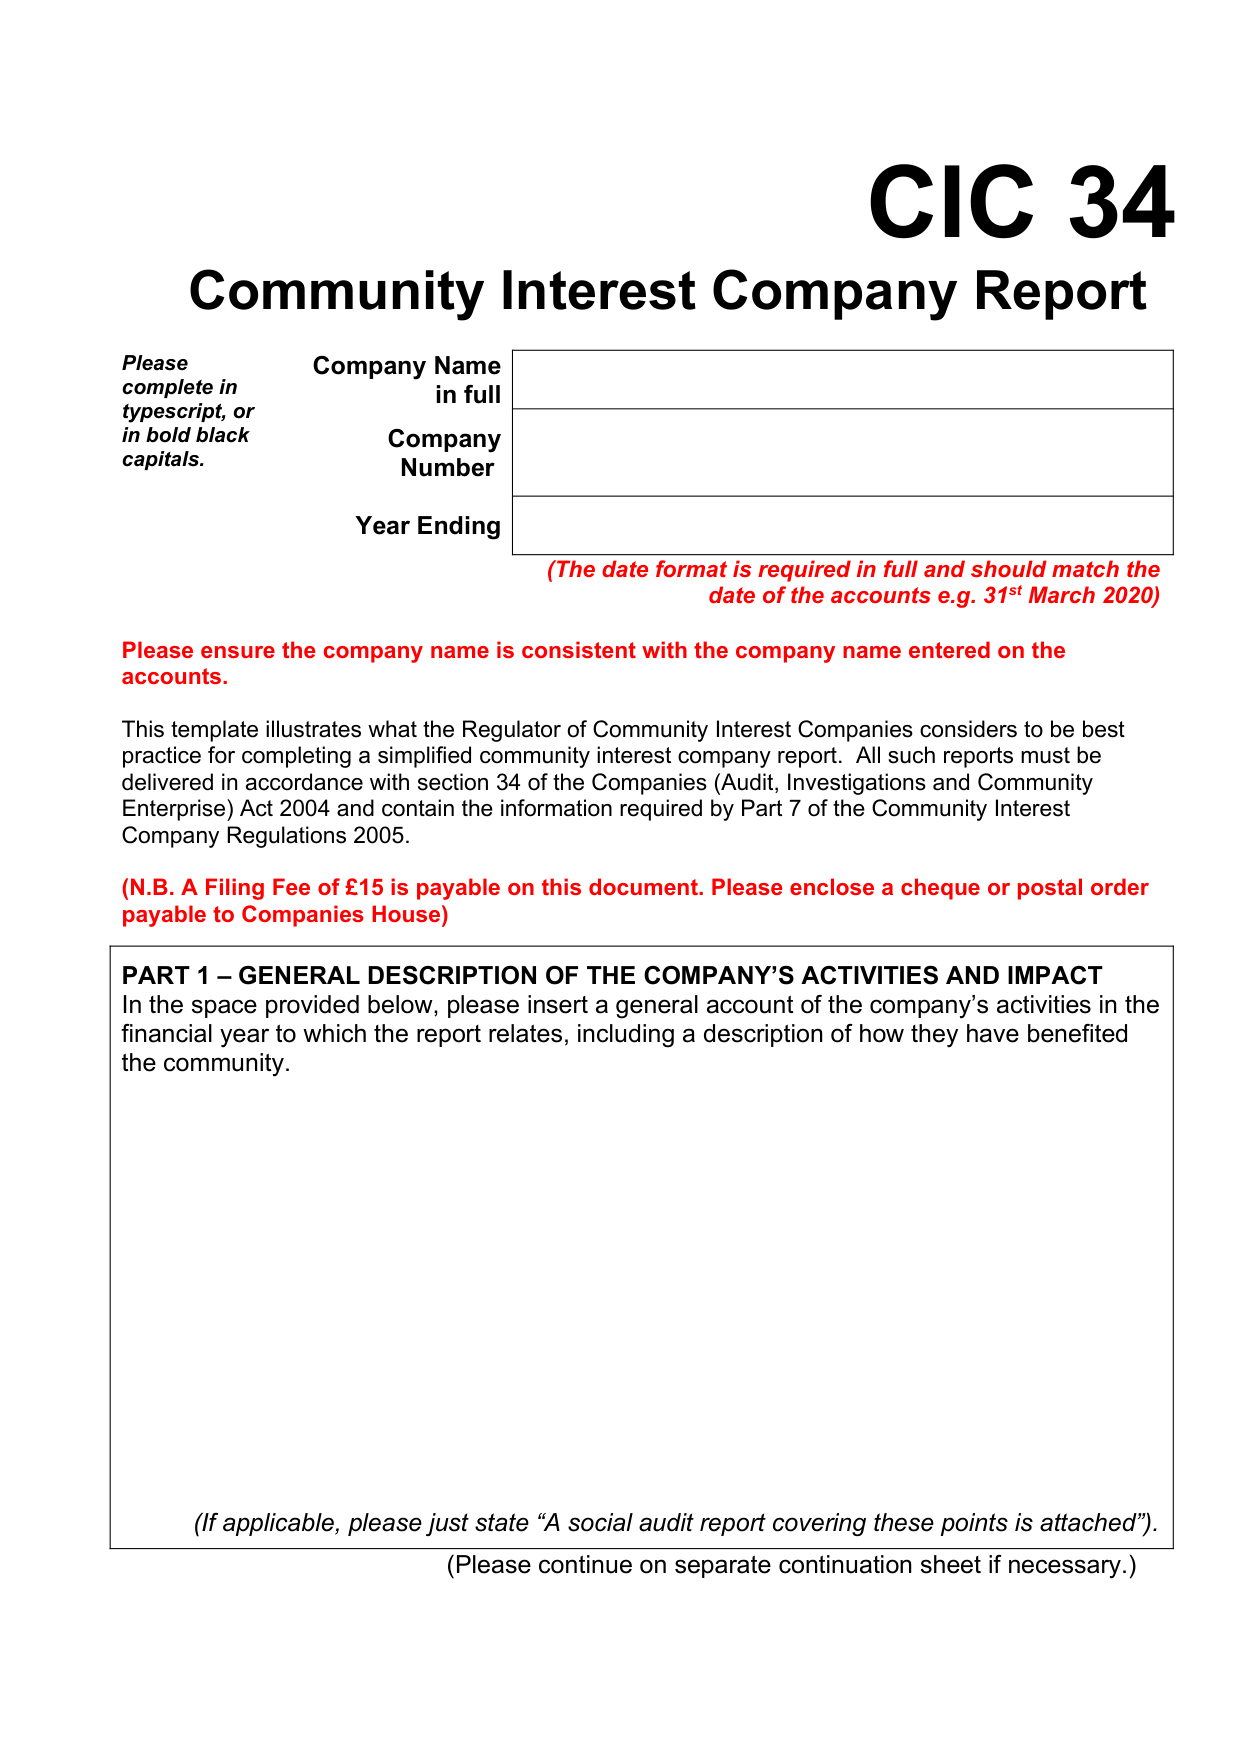 CIC 34
Community Interest Company Report
Please
complete in
typescript, or
in bold black
capitals.
Company Name
in full
Company
Number
Year Ending
(The date format is required in full and should match the
date of the accounts e.g. 31st March 2020)
Please ensure the company name is consistent with the company name entered on the
accounts.
This template illustrates what the Regulator of Community Interest Companies considers to be best
practice for completing a simplified community interest company report.  All such reports must be
delivered in accordance with section 34 of the Companies (Audit, Investigations and Community
Enterprise) Act 2004 and contain the information required by Part 7 of the Community Interest
Company Regulations 2005.
(N.B. A Filing Fee of £15 is payable on this document. Please enclose a cheque or postal order
payable to Companies House)
PART 1 – GENERAL DESCRIPTION OF THE COMPANY’S ACTIVITIES AND IMPACT
In the space provided below, please insert a general account of the company’s activities in the
financial year to which the report relates, including a description of how they have benefited
the community.
(If applicable, please just state “A social audit report covering these points is attached”).
(Please continue on separate continuation sheet if necessary.)